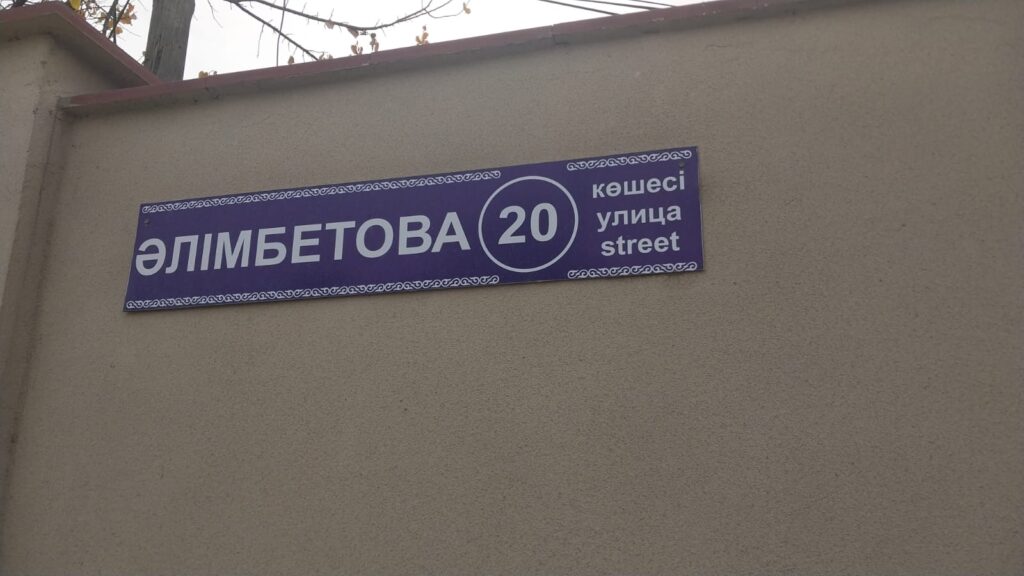 ӘЛІМБЕТОВА 20
көшесі
улица
street